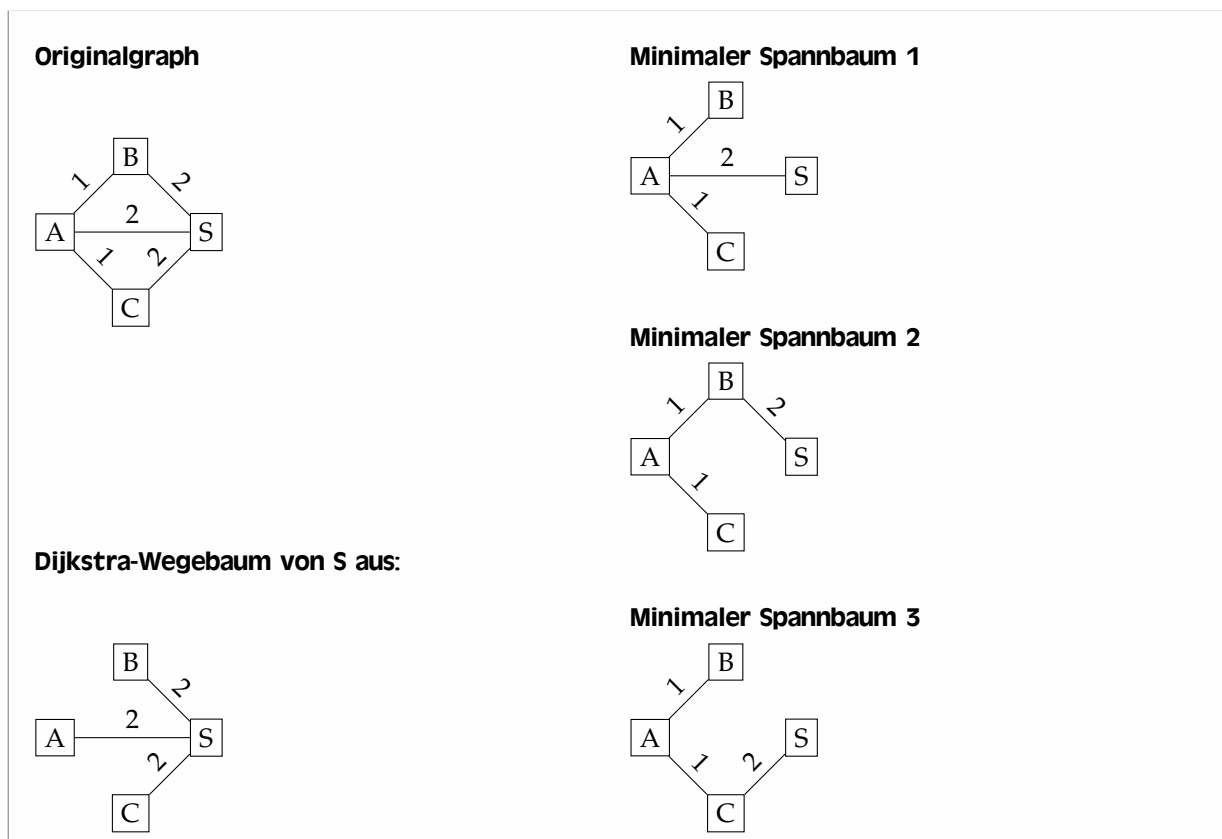 Originalgraph
B
1 2
2
A S
1 2
C
Dijkstra-Wegebaum von S aus:
B
2
2
A S
2
C
Minimaler Spannbaum 1
B
1
2
A S
1
C
Minimaler Spannbaum 2
B
1 2
A S
1
C
Minimaler Spannbaum 3
B
1
A S
1 2
C